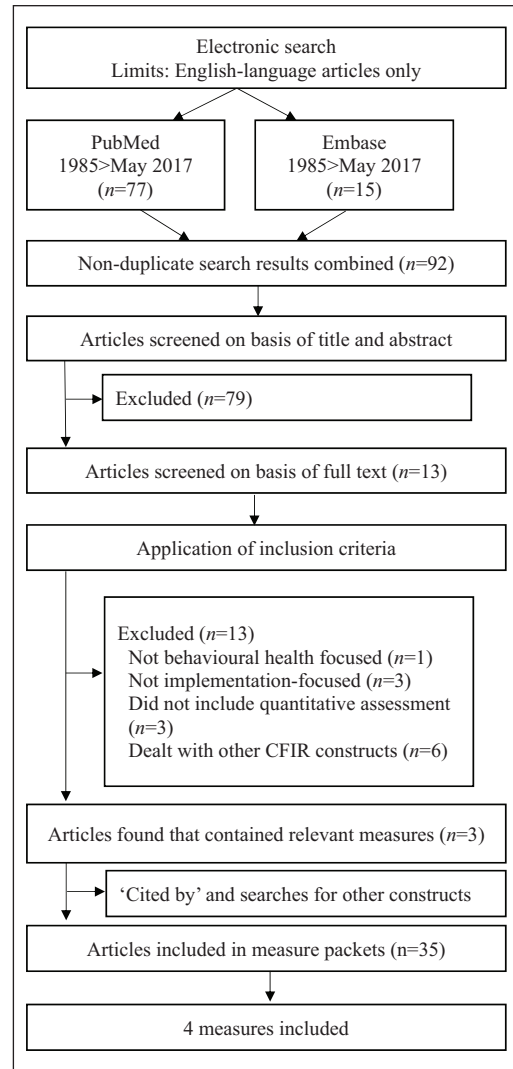 Electronic search
Limits: English-language articles only
PubMed
1985>May 2017
(n=77)
Embase
1985>May 2017
(n=15)
Non-duplicate search results combined (n=92)
Articles screened on basis of title and abstract
Excluded (n=79)
Articles screened on basis of full text (n=13)
Application of inclusion criteria
Excluded (n=13)
Not behavioural health focused (n=1)
Not implementation-focused (n=3)
Did not include quantitative assessment
(n=3)
Dealt with other CFIR constructs (n=6)
Articles found that contained relevant measures (n=3)
‘Cited by’ and searches for other constructs
Articles included in measure packets (n=35)
4 measures included